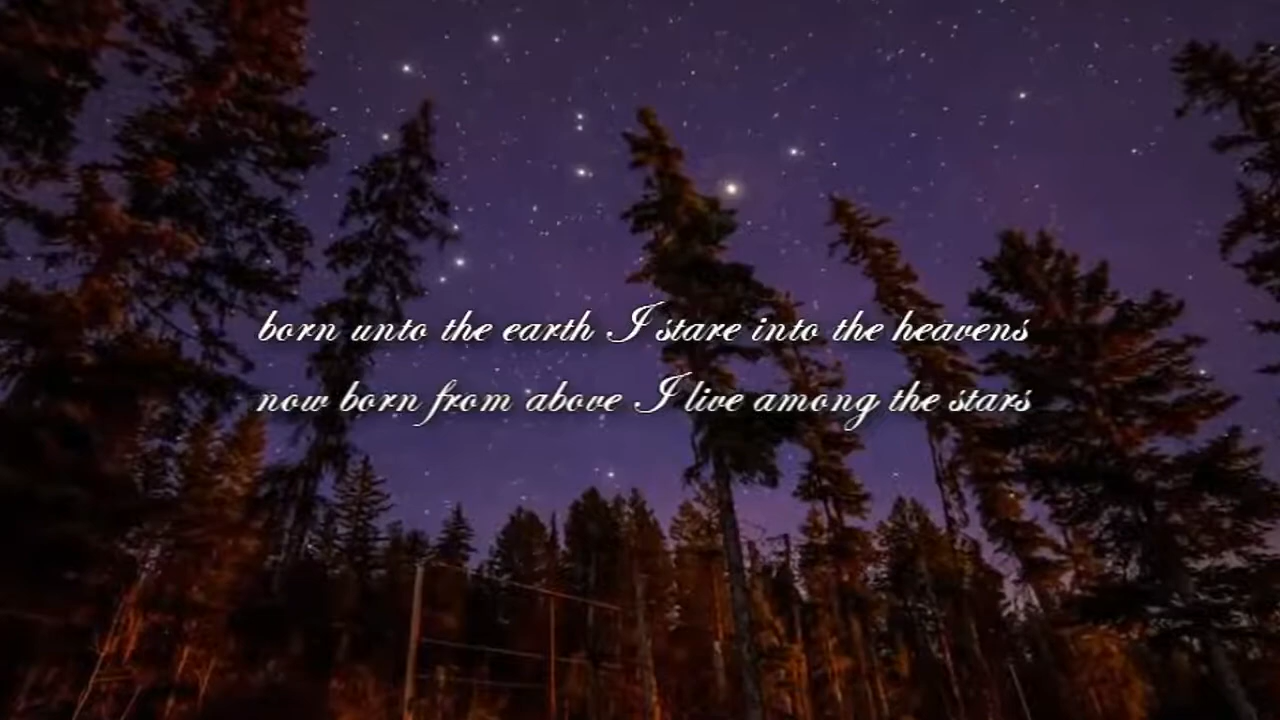 born unto the earth I stare into the heavens
now born from above I live among the stars